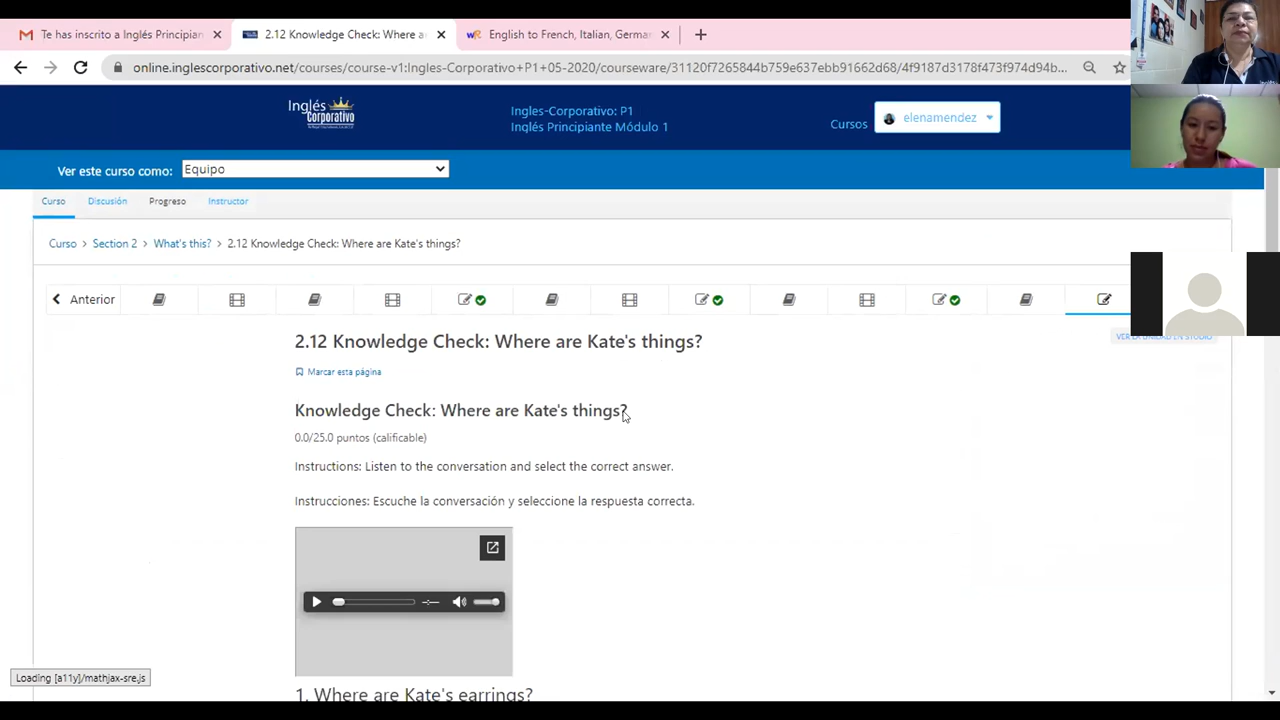 Te has inscrito a Inglés Principian
2.12 Knowledge Check: Where a
English to French, Italian, Germa
online.inglescorporativo.net/courses/course-v1:Ingles-Corporativo+P1+05-2020/courseware/31120f7265844b759e637ebb91662d68/4f9187d3178f473f974d94b...
Inglés
Corporativo
Ingles-Corporativo: P1
Inglés Principiante Módulo 1
Cursos
elenamendez
Ver este curso como:
Equipo
Curso
Discusión
Progreso
Instructor
Curso > Section 2 > What's this? > 2.12 Knowledge Check: Where are Kate's things?
Anterior
2.12 Knowledge Check: Where are Kate's things?
VER LA UNIDAD EN STUDIO
Marcar esta página
Knowledge Check: Where are Kate's things?
0.0/25.0 puntos (calificable)
Instructions: Listen to the conversation and select the correct answer.
Instrucciones: Escuche la conversación y seleccione la respuesta correcta.
Loading [a11y]/mathjax-sre.js
1. Where are Kate's earrings?